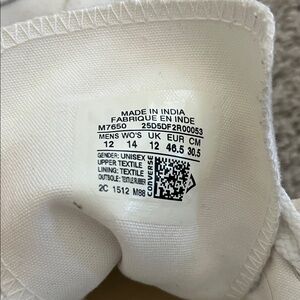 MADE IN INDIA
FABRIQUE EN INDE
M7650 25D5DF2R00053
MENS WO'S UK EUR CM
12 14 12 46.5 30.5
GENDER: UNISEX
UPPER: TEXTILE
LINING: TEXTILE
OUTSOLE: TEXTILE/RUBBER
2C 1512 M88
CONVERSE